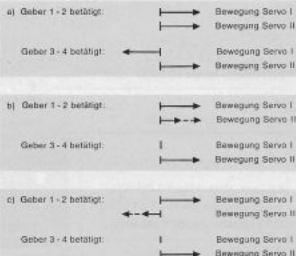 a) Geber 1 - 2 betätigt: Bewegung Servo I
Bewegung Servo II
Geber 3 - 4 betätigt: Bewegung Servo I
Bewegung Servo II
b) Geber 1 - 2 betätigt: Bewegung Servo I
Bewegung Servo II
Geber 3 - 4 betätigt: Bewegung Servo I
Bewegung Servo II
c) Geber 1 - 2 betätigt: Bewegung Servo I
Bewegung Servo II
Geber 3 - 4 betätigt: Bewegung Servo I
Bewegung Servo II